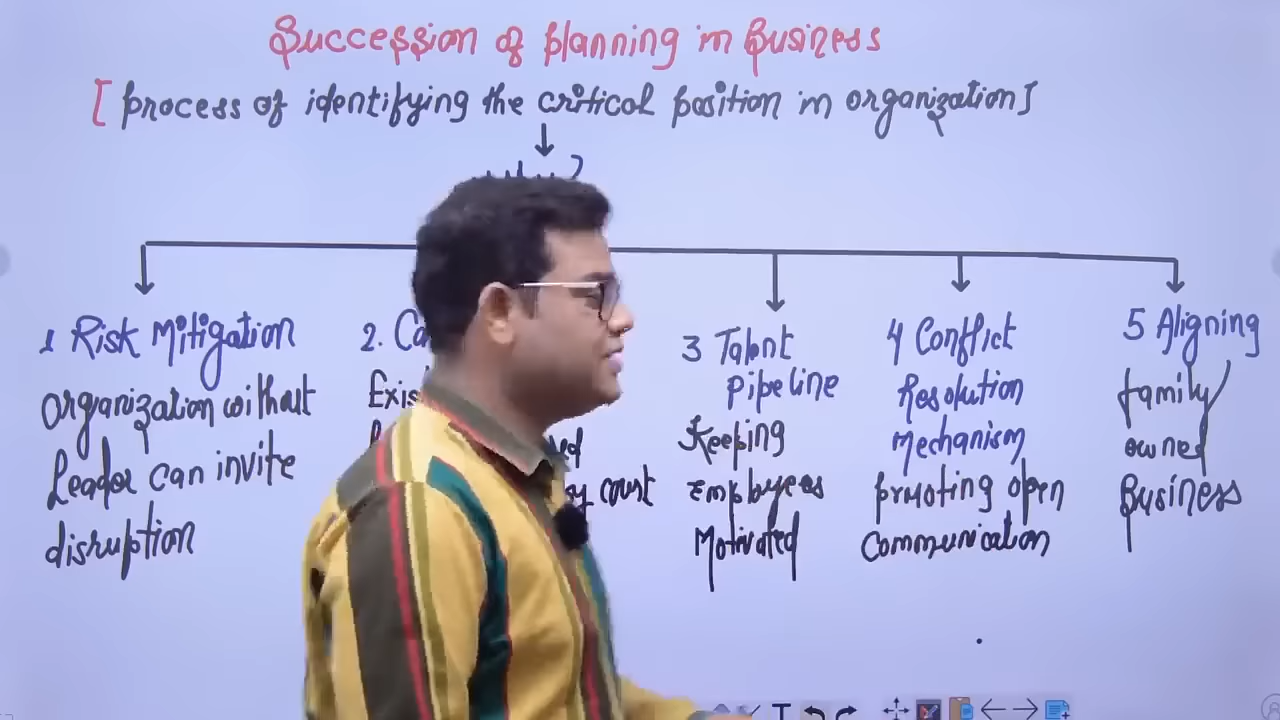 Succession of planning in Business
[process of identifying the critical position in organization]
1 Risk Mitigation
organization without
Leader can invite
disruption
2.
3 Talent
Pipeline
Keeping
Employees
Motivated
4 Conflict
Resolution
Mechanism
promoting open
Communication
5 Aligning
family
owned
Business